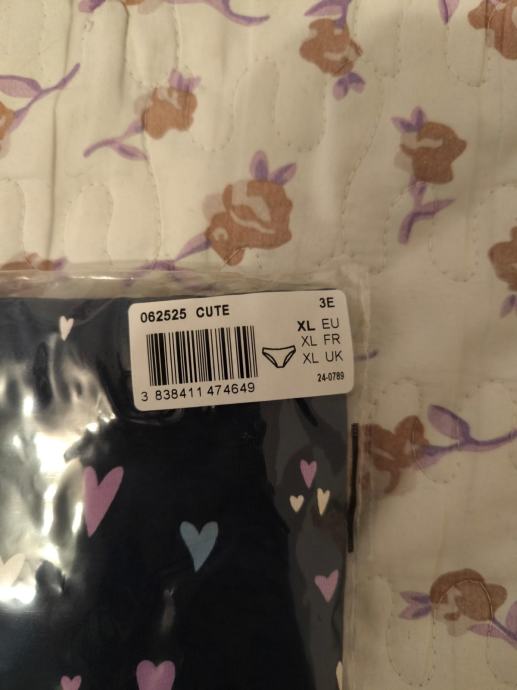 062525 CUTE 3E
XL EU
XL FR
XL UK
3 838411 474649
24-0789